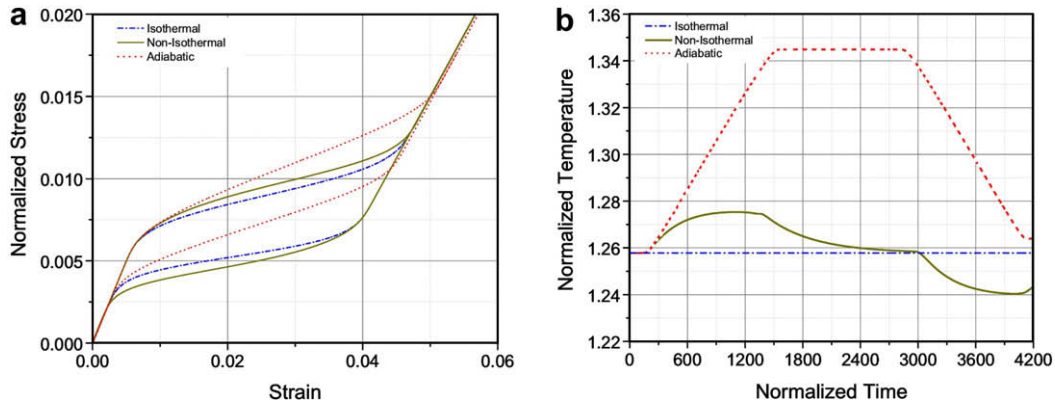 a
0.020
0.015
0.010
0.005
0.000
Normalized Stress
Isothermal
Non-Isothermal
Adiabatic
0.00
0.02
0.04
0.06
Strain
b
1.36
1.34
1.32
1.30
1.28
1.26
1.24
1.22
Normalized Temperature
Isothermal
Non-Isothermal
Adiabatic
0
600
1200
1800
2400
3000
3600
4200
Normalized Time